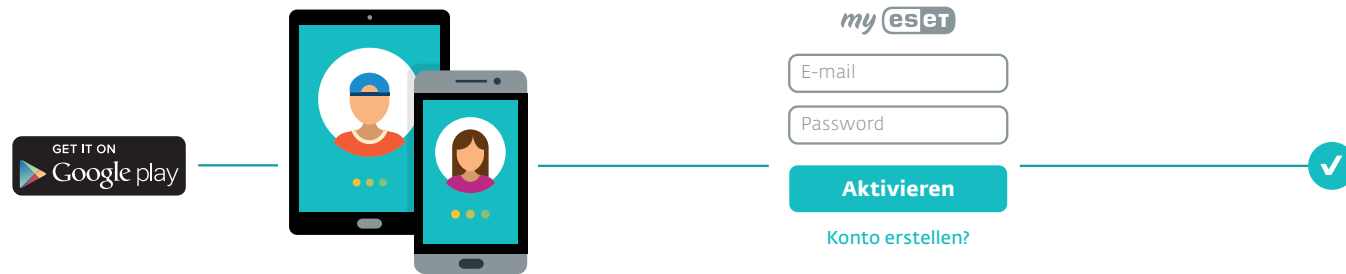 GET IT ON
Google play
my eset
E-mail
Password
Aktivieren
Konto erstellen?